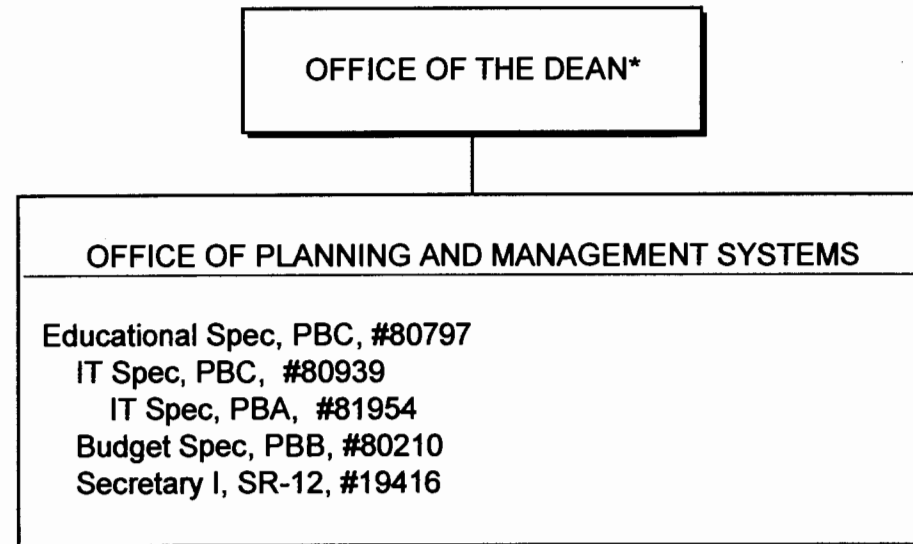 OFFICE OF THE DEAN*
OFFICE OF PLANNING AND MANAGEMENT SYSTEMS
Educational Spec, PBC, #80797
IT Spec, PBC, #80939
IT Spec, PBA, #81954
Budget Spec, PBB, #80210
Secretary I, SR-12, #19416